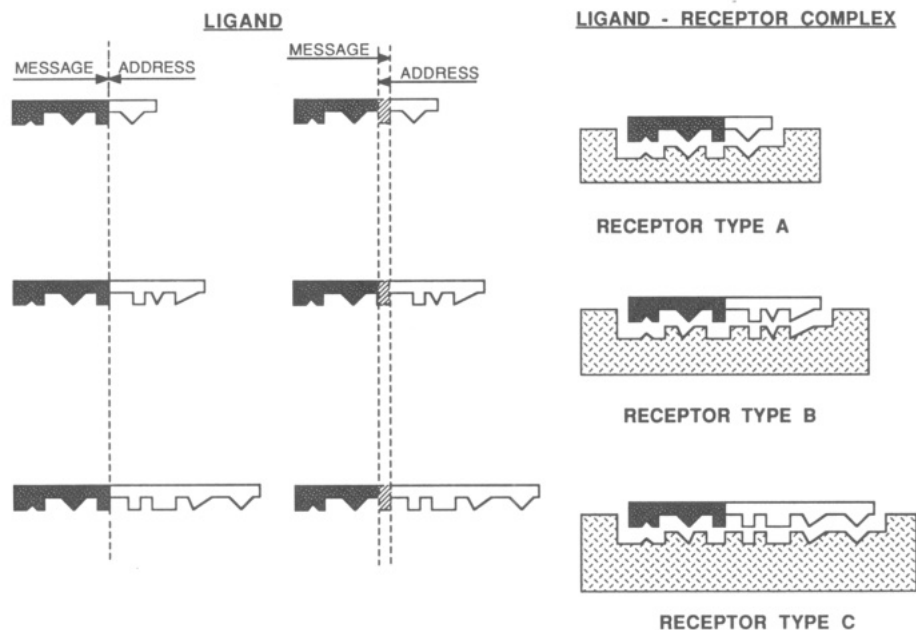 LIGAND
MESSAGE ADDRESS
MESSAGE
ADDRESS
LIGAND - RECEPTOR COMPLEX
RECEPTOR TYPE A
RECEPTOR TYPE B
RECEPTOR TYPE C